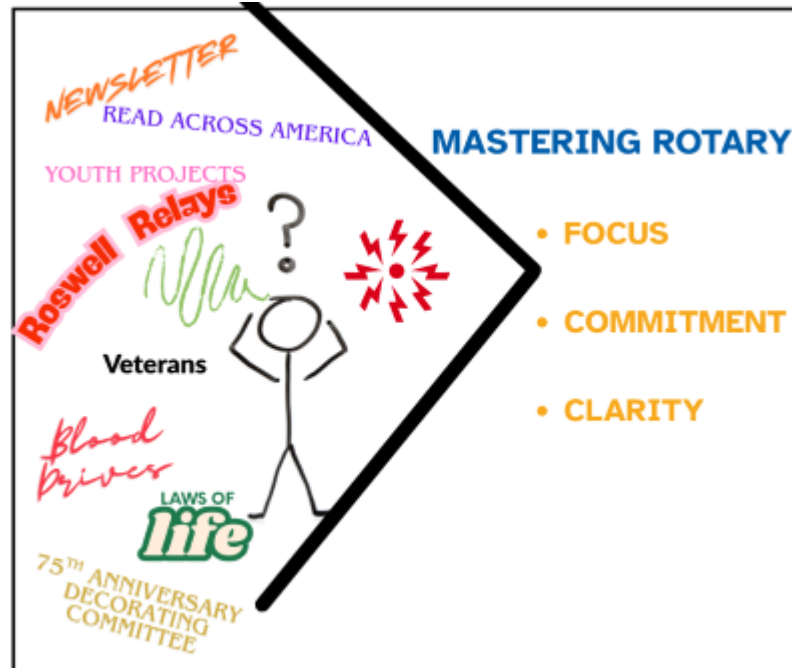 NEWSLETTER
READ ACROSS AMERICA
YOUTH PROJECTS
Roswell Relays
?
Veterans
Blood
Drives
LAWS OF
life
75TH ANNIVERSARY
DECORATING
COMMITTEE
MASTERING ROTARY
• FOCUS
• COMMITMENT
• CLARITY